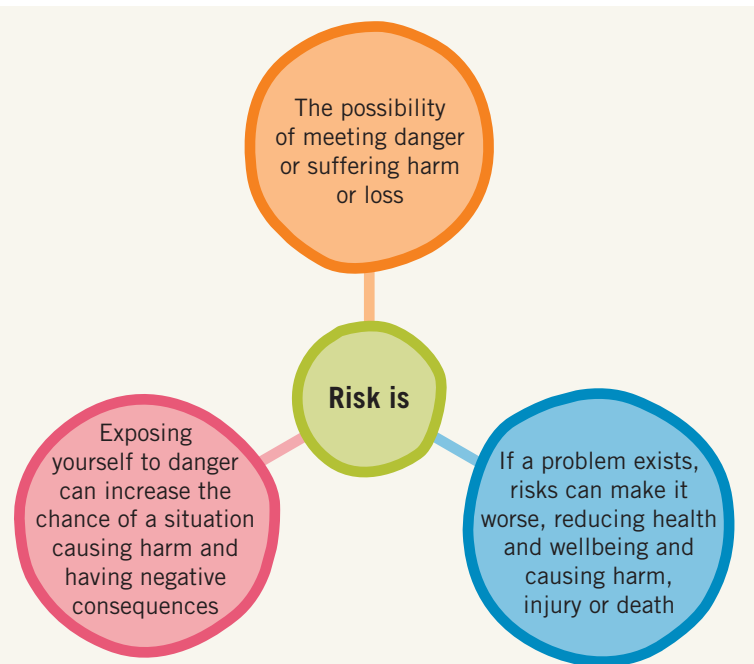 The possibility
of meeting danger
or suffering harm
or loss
Risk is
Exposing
yourself to danger
can increase the
chance of a situation
causing harm and
having negative
consequences
If a problem exists,
risks can make it
worse, reducing health
and wellbeing and
causing harm,
injury or death